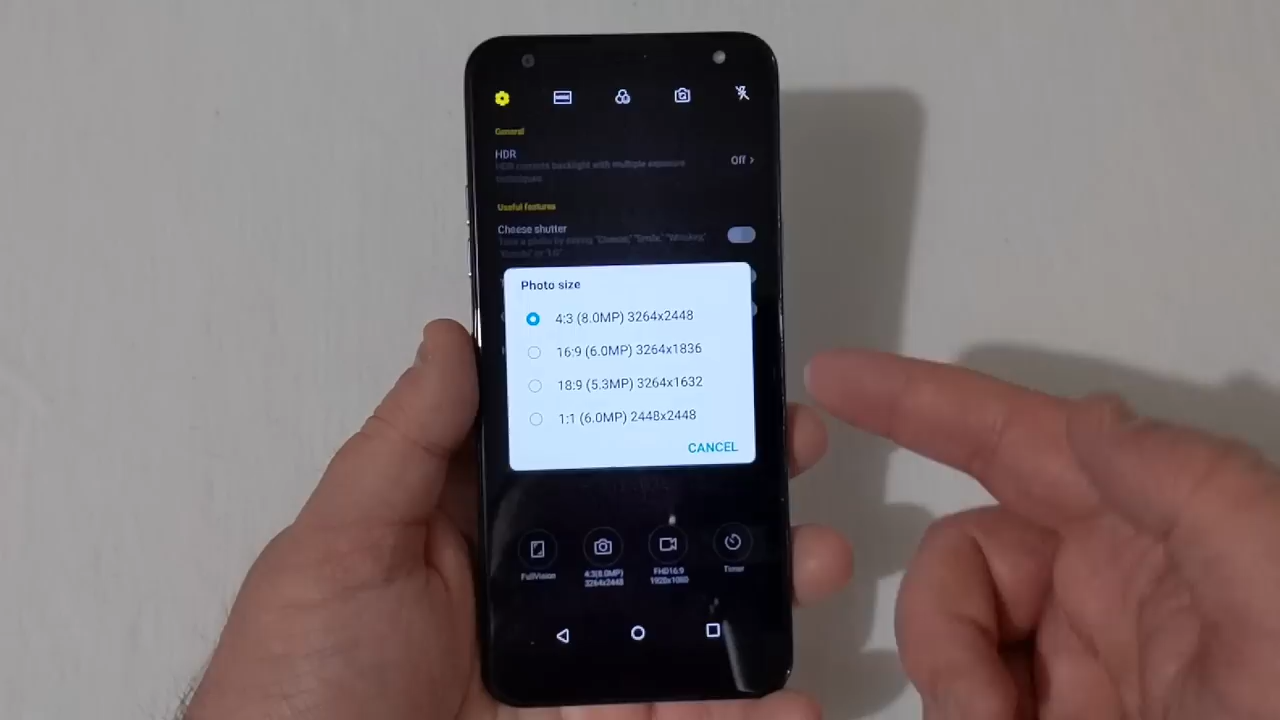 General
HDR
HDR corrects backlight with multiple exposure
techniques.
Off >
Useful features
Cheese shutter
Take a photo by saying "Cheese," "Smile," "Whiskey,"
or "LG"
Photo size
4:3 (8.0MP) 3264x2448
16:9 (6.0MP) 3264x1836
18:9 (5.3MP) 3264x1632
1:1 (6.0MP) 2448x2448
CANCEL
FullVision
4:3(8.0MP)
3264x2448
FHD16:9
1920x1080
Timer